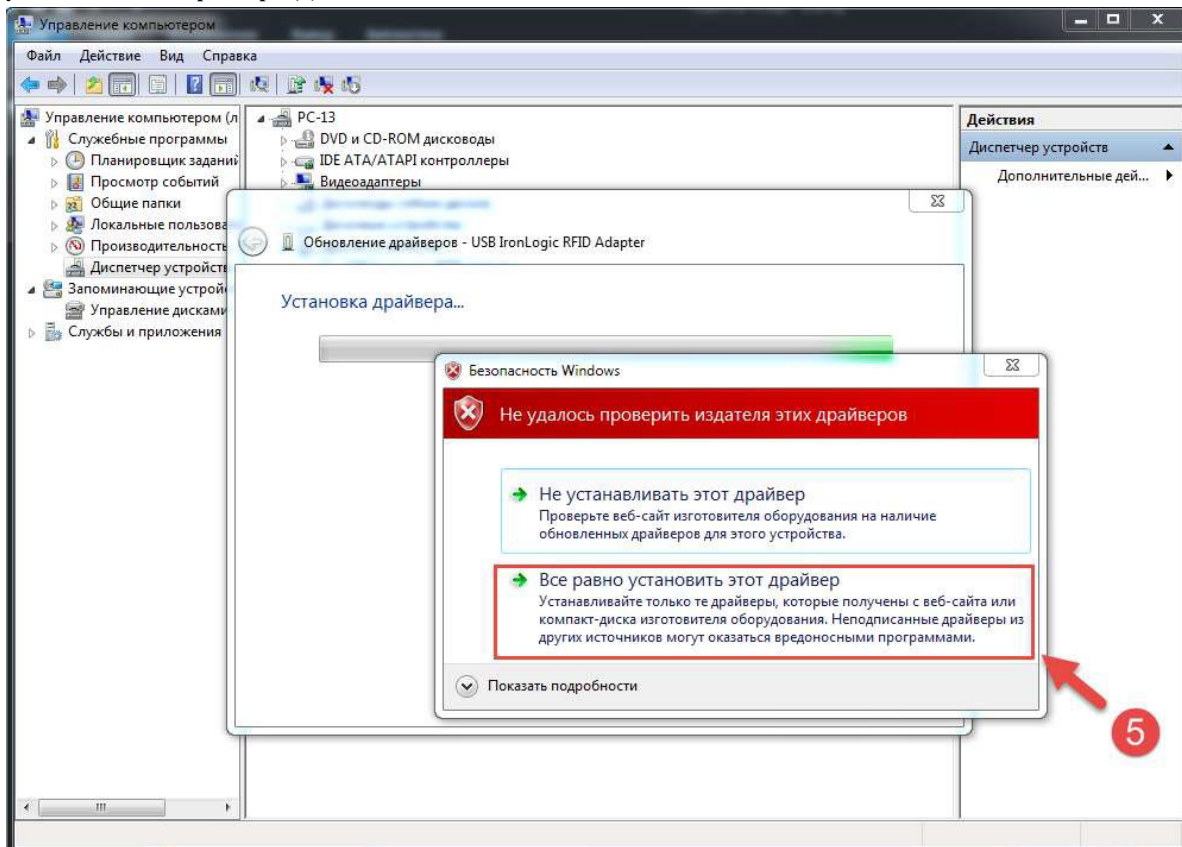 Управление компьютером
Файл Действие Вид Справка
Управление компьютером (л
Служебные программы
Планировщик заданий
Просмотр событий
Общие папки
Локальные пользова
Производительность
Диспетчер устройств
Запоминающие устрой
Управление дисками
Службы и приложения
PC-13
DVD и CD-ROM дисководы
IDE ATA/ATAPI контроллеры
Видеоадаптеры
Действия
Диспетчер устройств
Дополнительные дей...
Обновление драйверов - USB IronLogic RFID Adapter
Установка драйвера...
Безопасность Windows
Не удалось проверить издателя этих драйверов
Не устанавливать этот драйвер
Проверьте веб-сайт изготовителя оборудования на наличие
обновленных драйверов для этого устройства.
Все равно установить этот драйвер
Устанавливайте только те драйверы, которые получены с веб-сайта или
компакт-диска изготовителя оборудования. Неподписанные драйверы из
других источников могут оказаться вредоносными программами.
Показать подробности
5